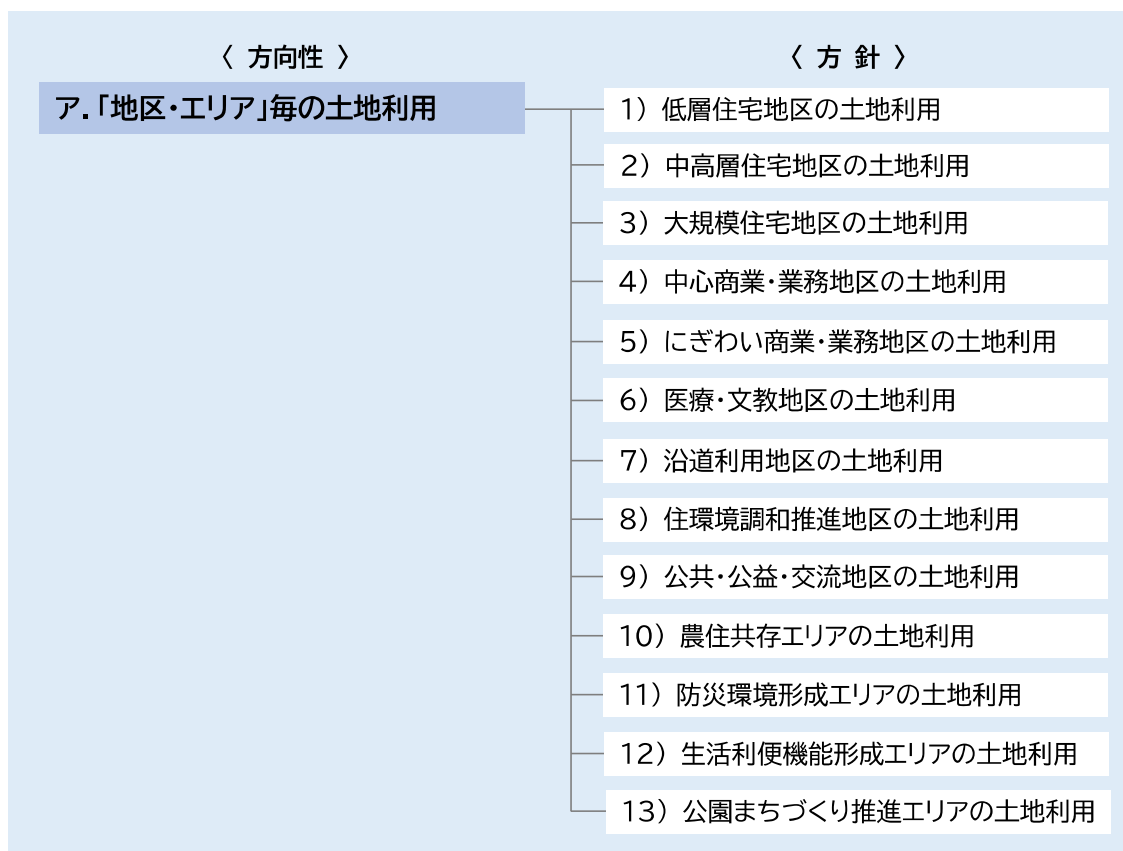 〈 方向性 〉
〈 方 針 〉
ア.「地区・エリア」毎の土地利用
1）低層住宅地区の土地利用
2）中高層住宅地区の土地利用
3）大規模住宅地区の土地利用
4）中心商業・業務地区の土地利用
5）にぎわい商業・業務地区の土地利用
6）医療・文教地区の土地利用
7）沿道利用地区の土地利用
8）住環境調和推進地区の土地利用
9）公共・公益・交流地区の土地利用
10）農住共存エリアの土地利用
11）防災環境形成エリアの土地利用
12）生活利便機能形成エリアの土地利用
13）公園まちづくり推進エリアの土地利用